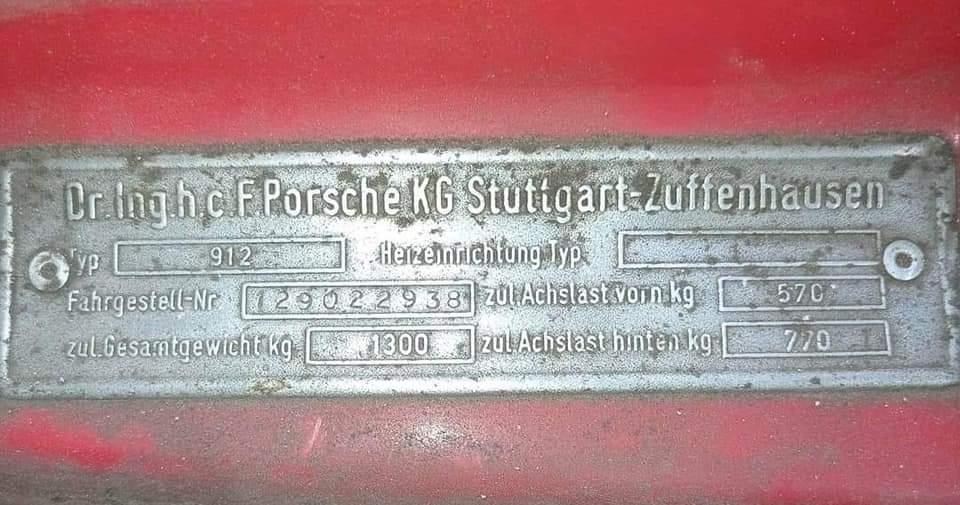 Dr.Ing.h.c.F.Porsche KG Stuttgart-Zuffenhausen
Typ 912 Heizeinrichtung Typ
Fahrgestell-Nr 129022938 zul.Achslast vorn kg 570
zul.Gesamtgewicht kg 1300 zul.Achslast hinten kg 770